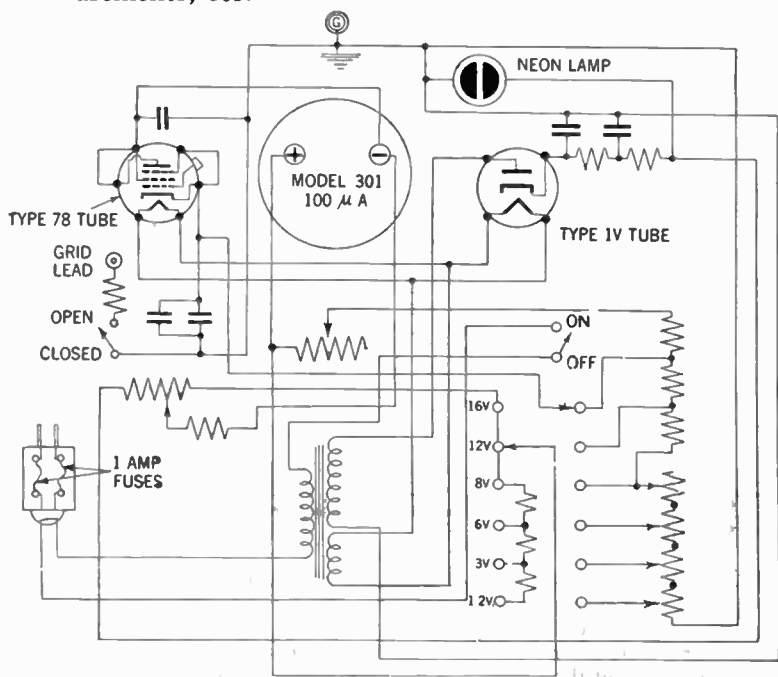 G
NEON LAMP
+
−
MODEL 301
100 μ A
TYPE 78 TUBE
TYPE 1V TUBE
GRID
LEAD
OPEN
CLOSED
ON
OFF
16V
12V
8V
6V
3V
1 2V
1 AMP
FUSES